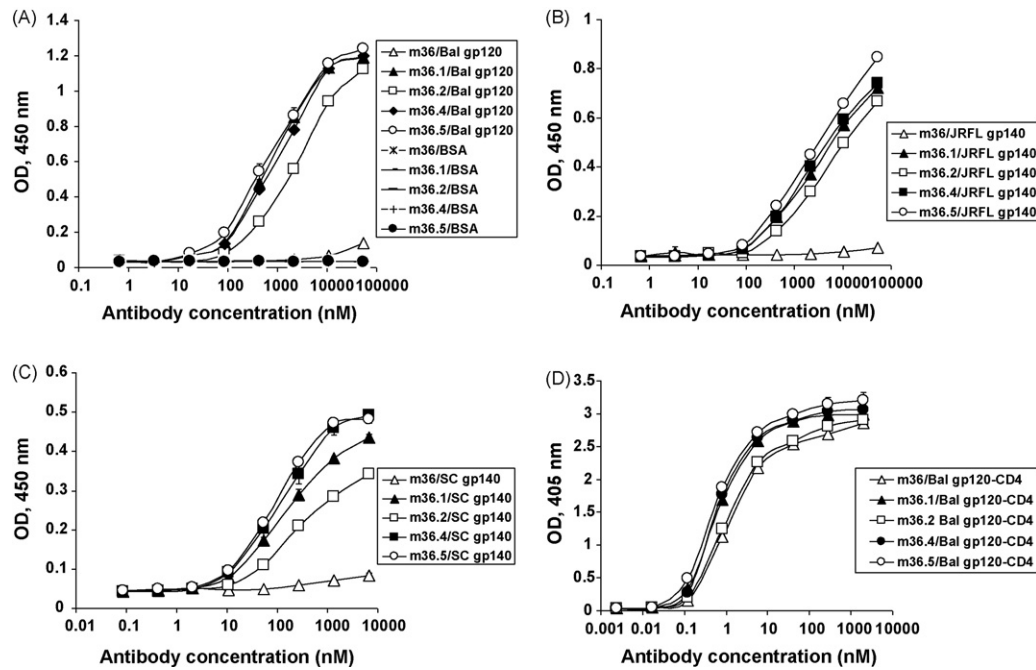 (A)
1.4
1.2
1
0.8
0.6
0.4
0.2
0
OD, 450 nm
0.1 1 10 100 1000 10000 100000
Antibody concentration (nM)
m36/Bal gp120
m36.1/Bal gp120
m36.2/Bal gp120
m36.4/Bal gp120
m36.5/Bal gp120
m36/BSA
m36.1/BSA
m36.2/BSA
m36.4/BSA
m36.5/BSA
(B)
1
0.8
0.6
0.4
0.2
0
OD, 450 nm
0.1 1 10 100 1000 10000 100000
Antibody concentration (nM)
m36/JRFL gp140
m36.1/JRFL gp140
m36.2/JRFL gp140
m36.4/JRFL gp140
m36.5/JRFL gp140
(C)
0.6
0.5
0.4
0.3
0.2
0.1
0
OD, 450 nm
0.01 0.1 1 10 100 1000 10000
Antibody concentration (nM)
m36/SC gp140
m36.1/SC gp140
m36.2/SC gp140
m36.4/SC gp140
m36.5/SC gp140
(D)
3.5
3
2.5
2
1.5
1
0.5
0
OD, 405 nm
0.001 0.01 0.1 1 10 100 1000 10000
Antibody concentration (nM)
m36/Bal gp120-CD4
m36.1/Bal gp120-CD4
m36.2 Bal gp120-CD4
m36.4/Bal gp120-CD4
m36.5/Bal gp120-CD4